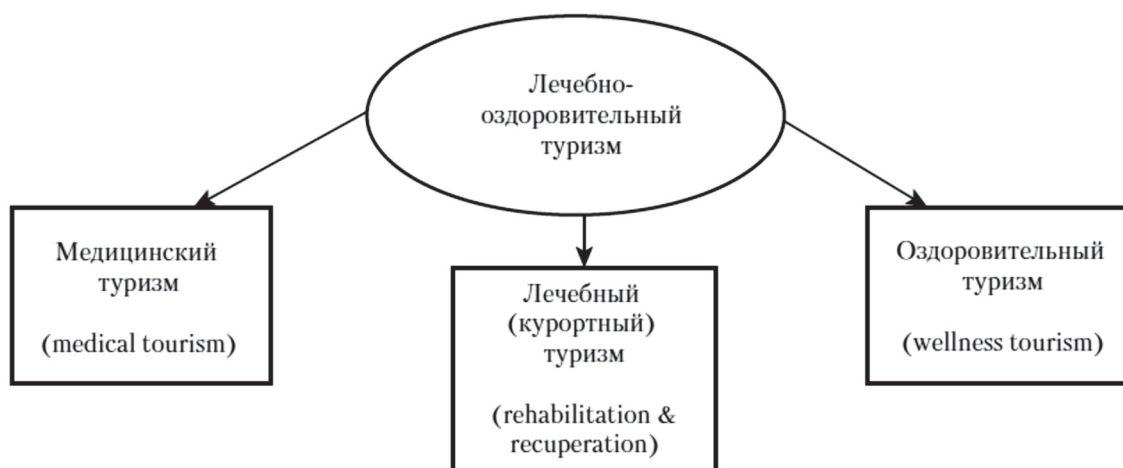 Лечебно-
оздоровительный
туризм
Медицинский
туризм
(medical tourism)
Лечебный
(курортный)
туризм
(rehabilitation &
recuperation)
Оздоровительный
туризм
(wellness tourism)